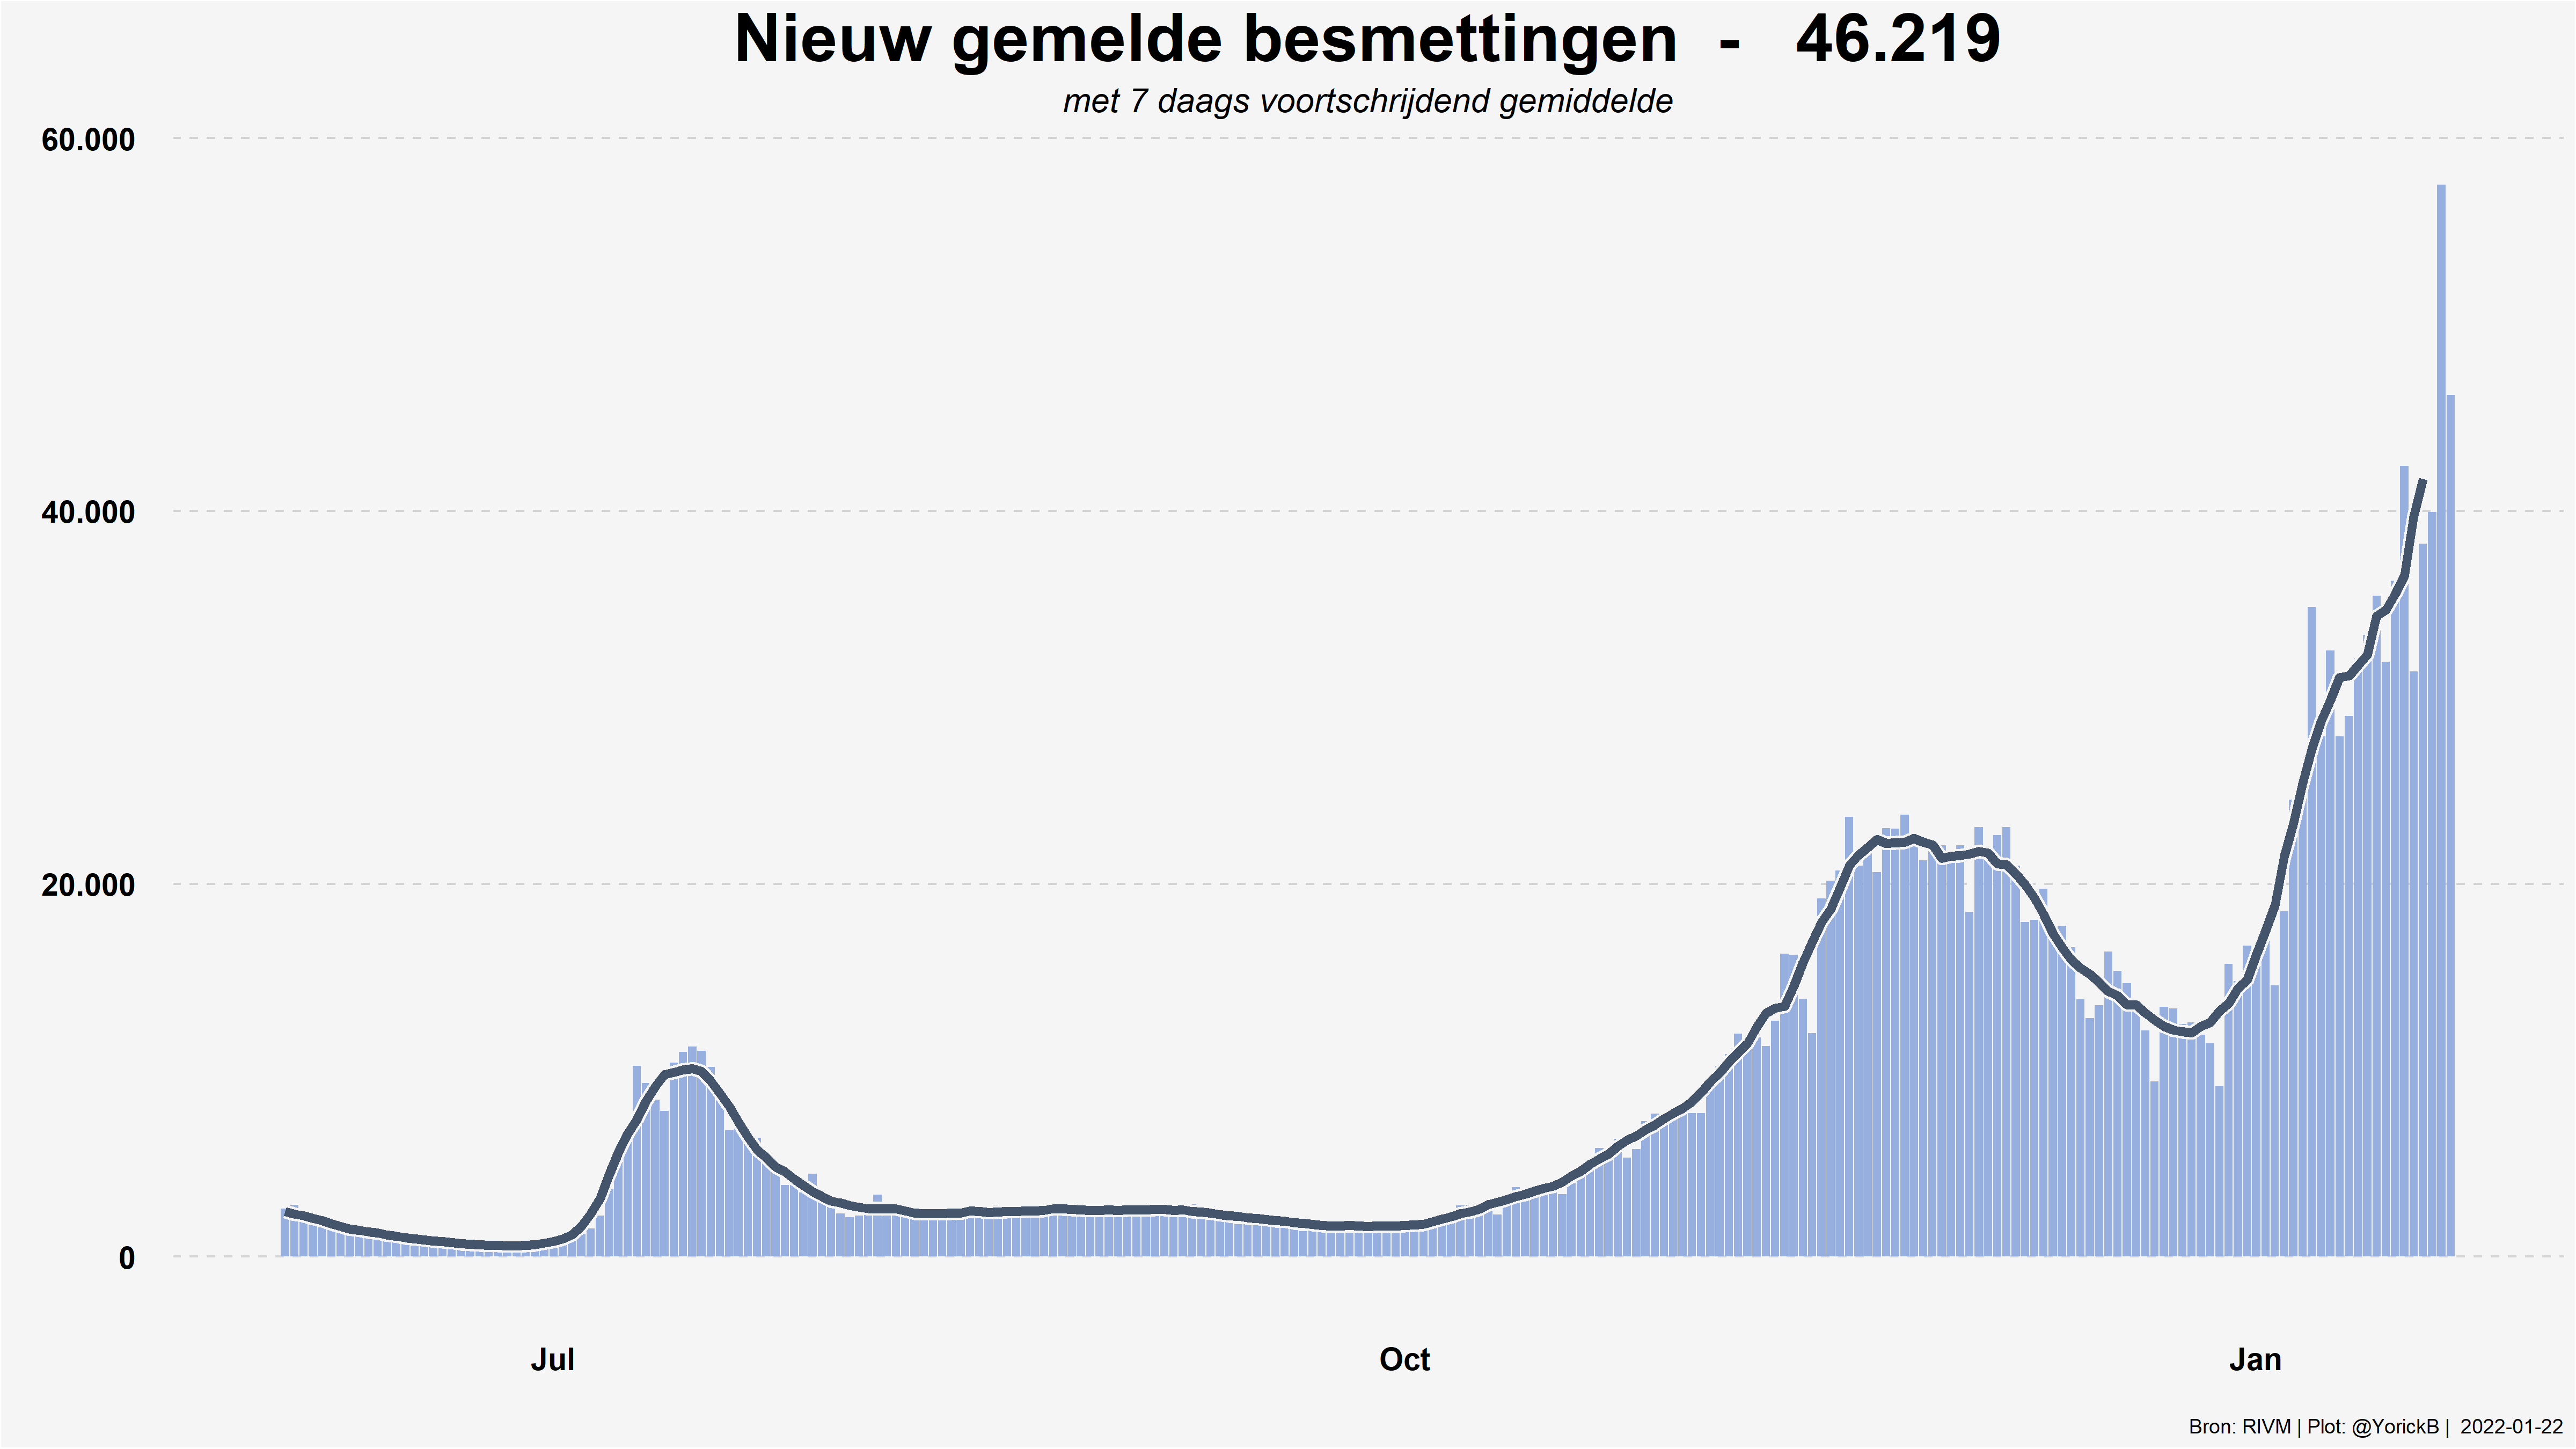 Nieuw gemelde besmettingen - 46.219
met 7 daags voortschrijdend gemiddelde
60.000
40.000
20.000
0
Jul Oct Jan
Bron: RIVM | Plot: @YorickB | 2022-01-22